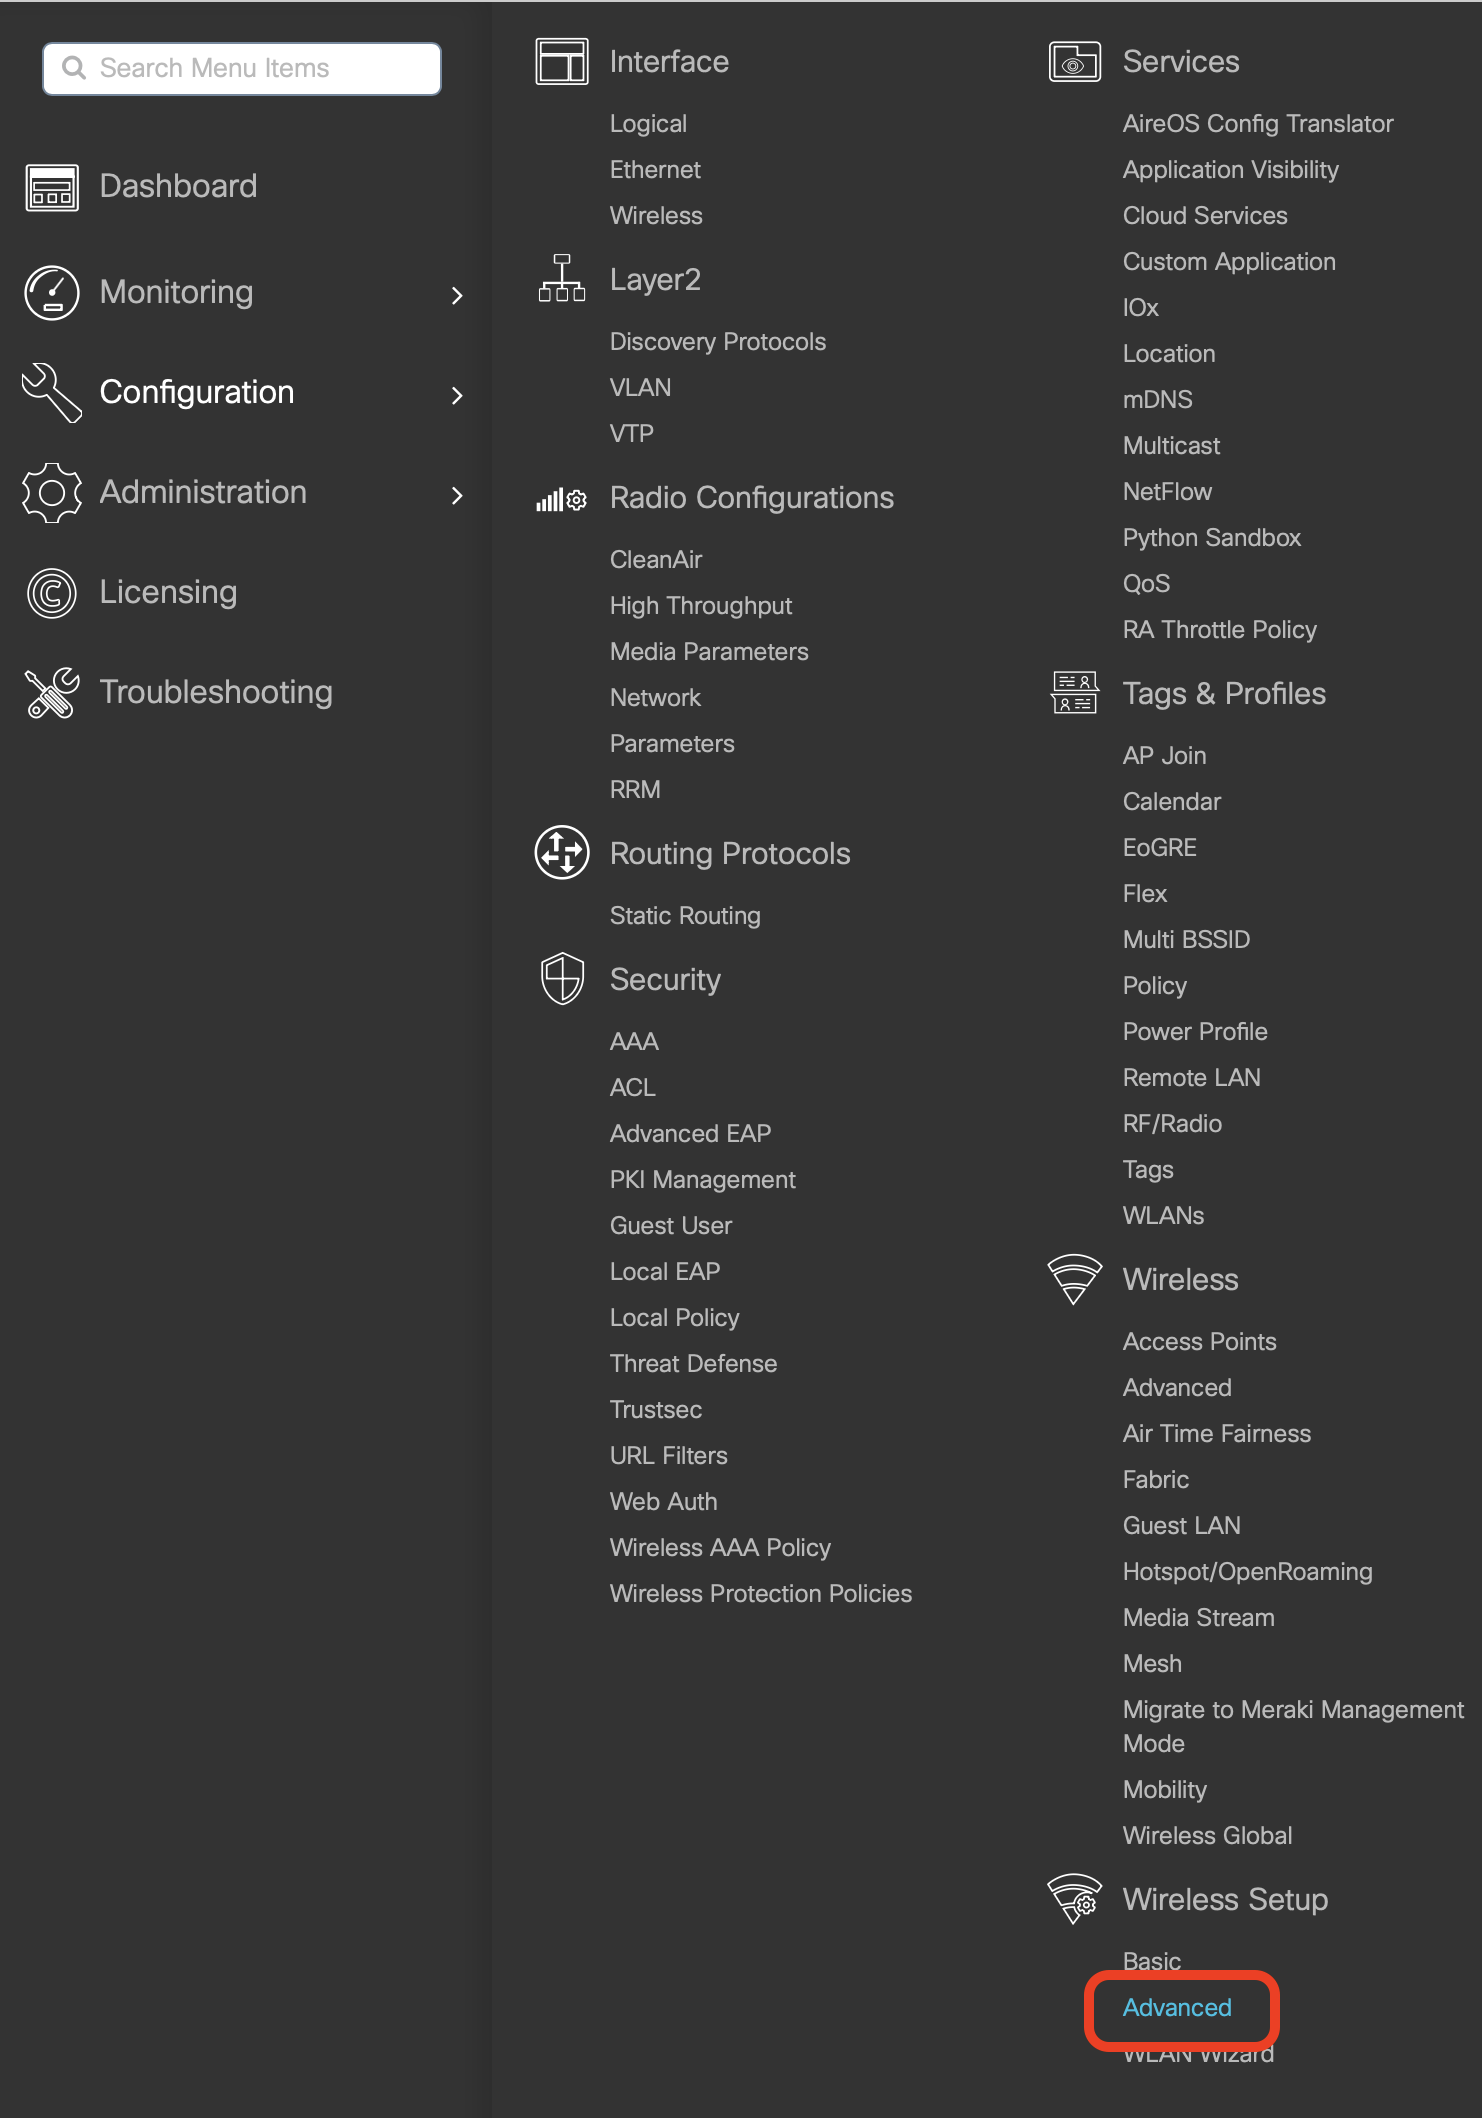 Search Menu Items
Dashboard
Monitoring
Configuration
Administration
Licensing
Troubleshooting
Interface
Logical
Ethernet
Wireless
Layer2
Discovery Protocols
VLAN
VTP
Radio Configurations
CleanAir
High Throughput
Media Parameters
Network
Parameters
RRM
Routing Protocols
Static Routing
Security
AAA
ACL
Advanced EAP
PKI Management
Guest User
Local EAP
Local Policy
Threat Defense
Trustsec
URL Filters
Web Auth
Wireless AAA Policy
Wireless Protection Policies
Services
AireOS Config Translator
Application Visibility
Cloud Services
Custom Application
IOx
Location
mDNS
Multicast
NetFlow
Python Sandbox
QoS
RA Throttle Policy
Tags & Profiles
AP Join
Calendar
EoGRE
Flex
Multi BSSID
Policy
Power Profile
Remote LAN
RF/Radio
Tags
WLANs
Wireless
Access Points
Advanced
Air Time Fairness
Fabric
Guest LAN
Hotspot/OpenRoaming
Media Stream
Mesh
Migrate to Meraki Management
Mode
Mobility
Wireless Global
Wireless Setup
Basic
Advanced
WLAN Wizard